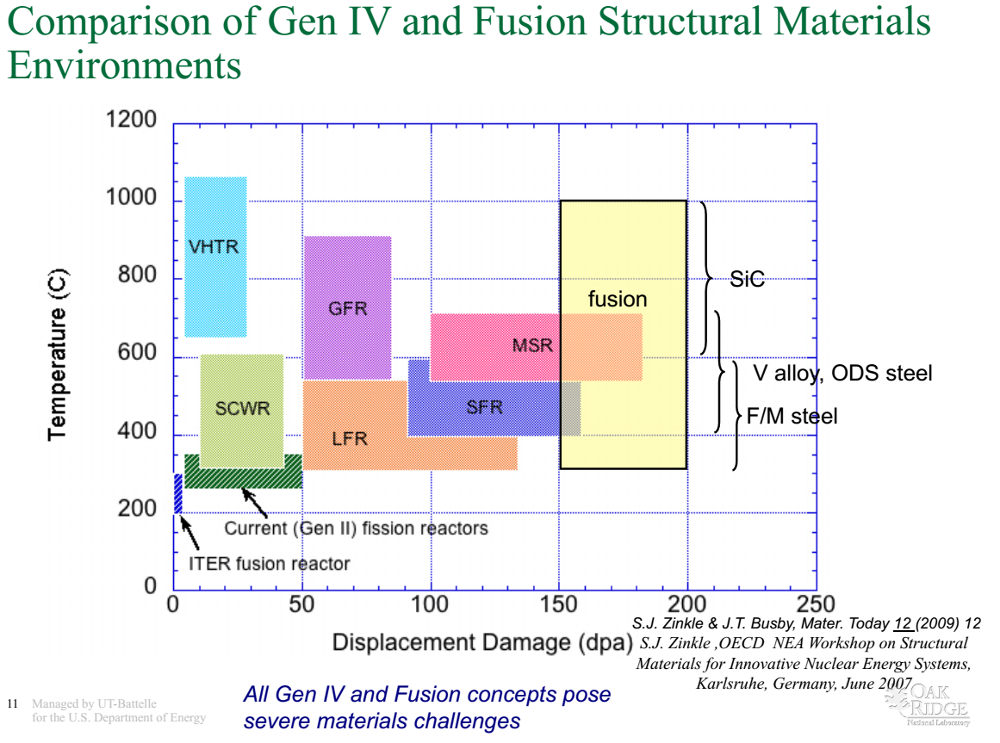 Comparison of Gen IV and Fusion Structural Materials
Environments
1200
1000
800
600
400
200
0
Temperature (C)
VHTR
GFR
SCWR
LFR
SFR
MSR
fusion
SiC
V alloy, ODS steel
F/M steel
Current (Gen II) fission reactors
ITER fusion reactor
0 50 100 150 200 250
Displacement Damage (dpa)
S.J. Zinkle & J.T. Busby, Mater. Today 12 (2009) 12
S.J. Zinkle ,OECD NEA Workshop on Structural
Materials for Innovative Nuclear Energy Systems,
Karlsruhe, Germany, June 2007
All Gen IV and Fusion concepts pose
severe materials challenges
11 Managed by UT-Battelle
for the U.S. Department of Energy
OAK
RIDGE
National Laboratory